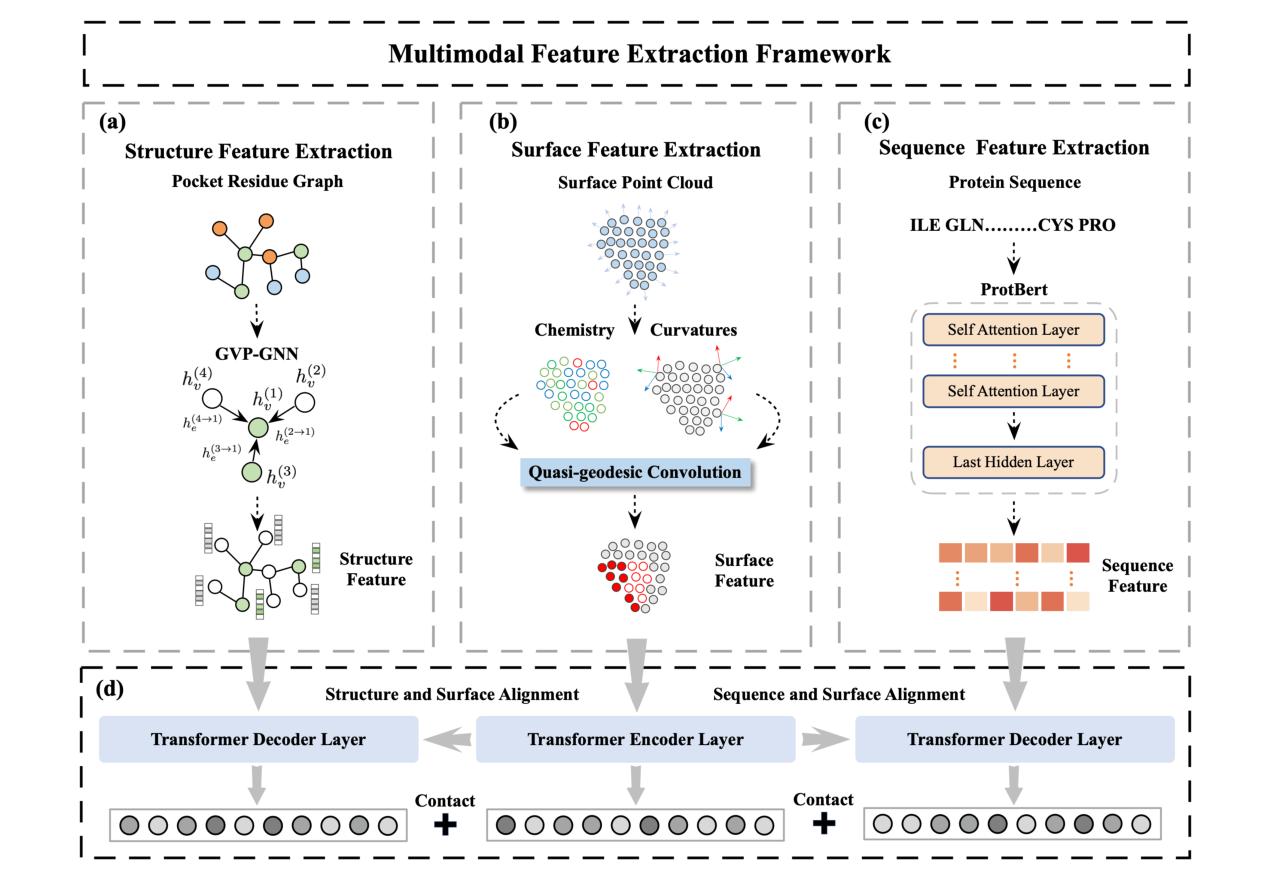 Multimodal Feature Extraction Framework
(a)
Structure Feature Extraction
Pocket Residue Graph
GVP-GNN
h_v^{(4)}
h_v^{(2)}
h_v^{(1)}
h_e^{(4→1)}
h_e^{(2→1)}
h_e^{(3→1)}
h_v^{(3)}
Structure
Feature
(b)
Surface Feature Extraction
Surface Point Cloud
Chemistry
Curvatures
Quasi-geodesic Convolution
Surface
Feature
(c)
Sequence Feature Extraction
Protein Sequence
ILE GLN.........CYS PRO
ProtBert
Self Attention Layer
Self Attention Layer
Last Hidden Layer
Sequence
Feature
(d)
Structure and Surface Alignment
Sequence and Surface Alignment
Transformer Decoder Layer
Transformer Encoder Layer
Transformer Decoder Layer
Contact
+
Contact
+